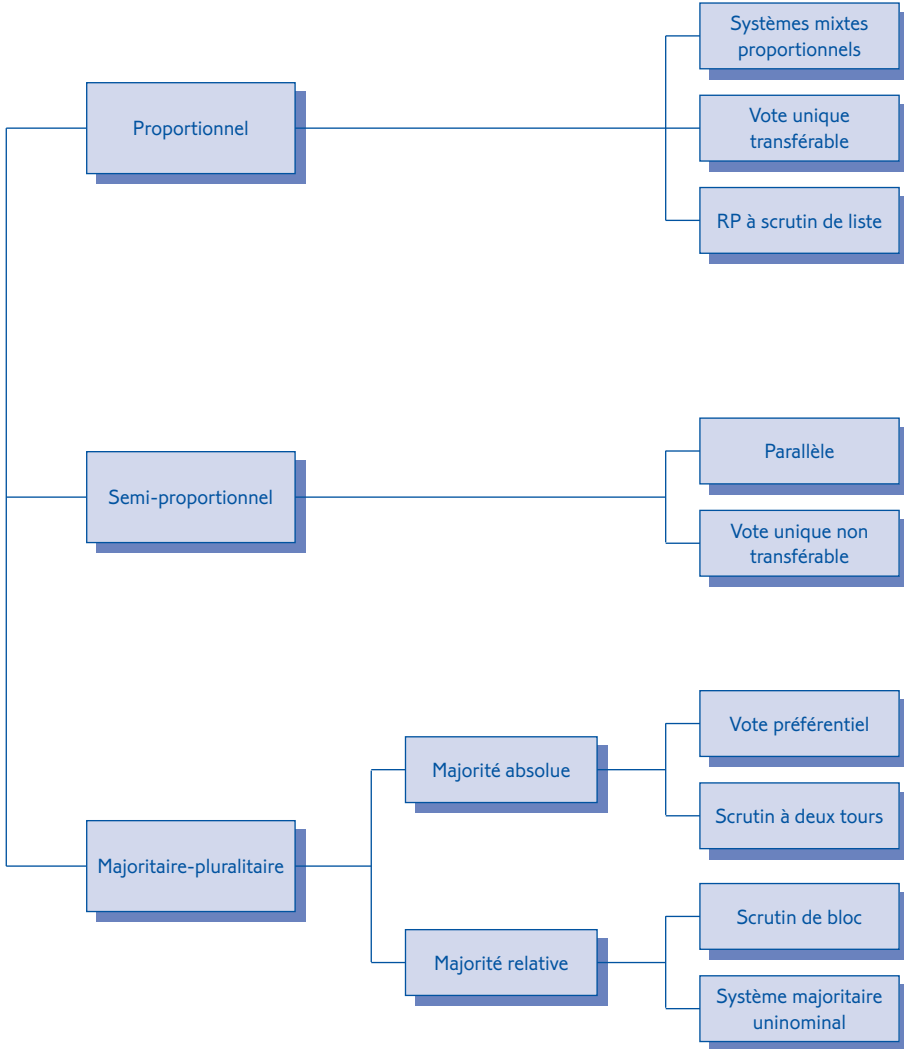 Systèmes mixtes
proportionnels
Proportionnel
Vote unique
transférable
RP à scrutin de liste
Parallèle
Semi-proportionnel
Vote unique non
transférable
Vote préférentiel
Majorité absolue
Scrutin à deux tours
Majoritaire-pluralitaire
Scrutin de bloc
Majorité relative
Système majoritaire
uninominal